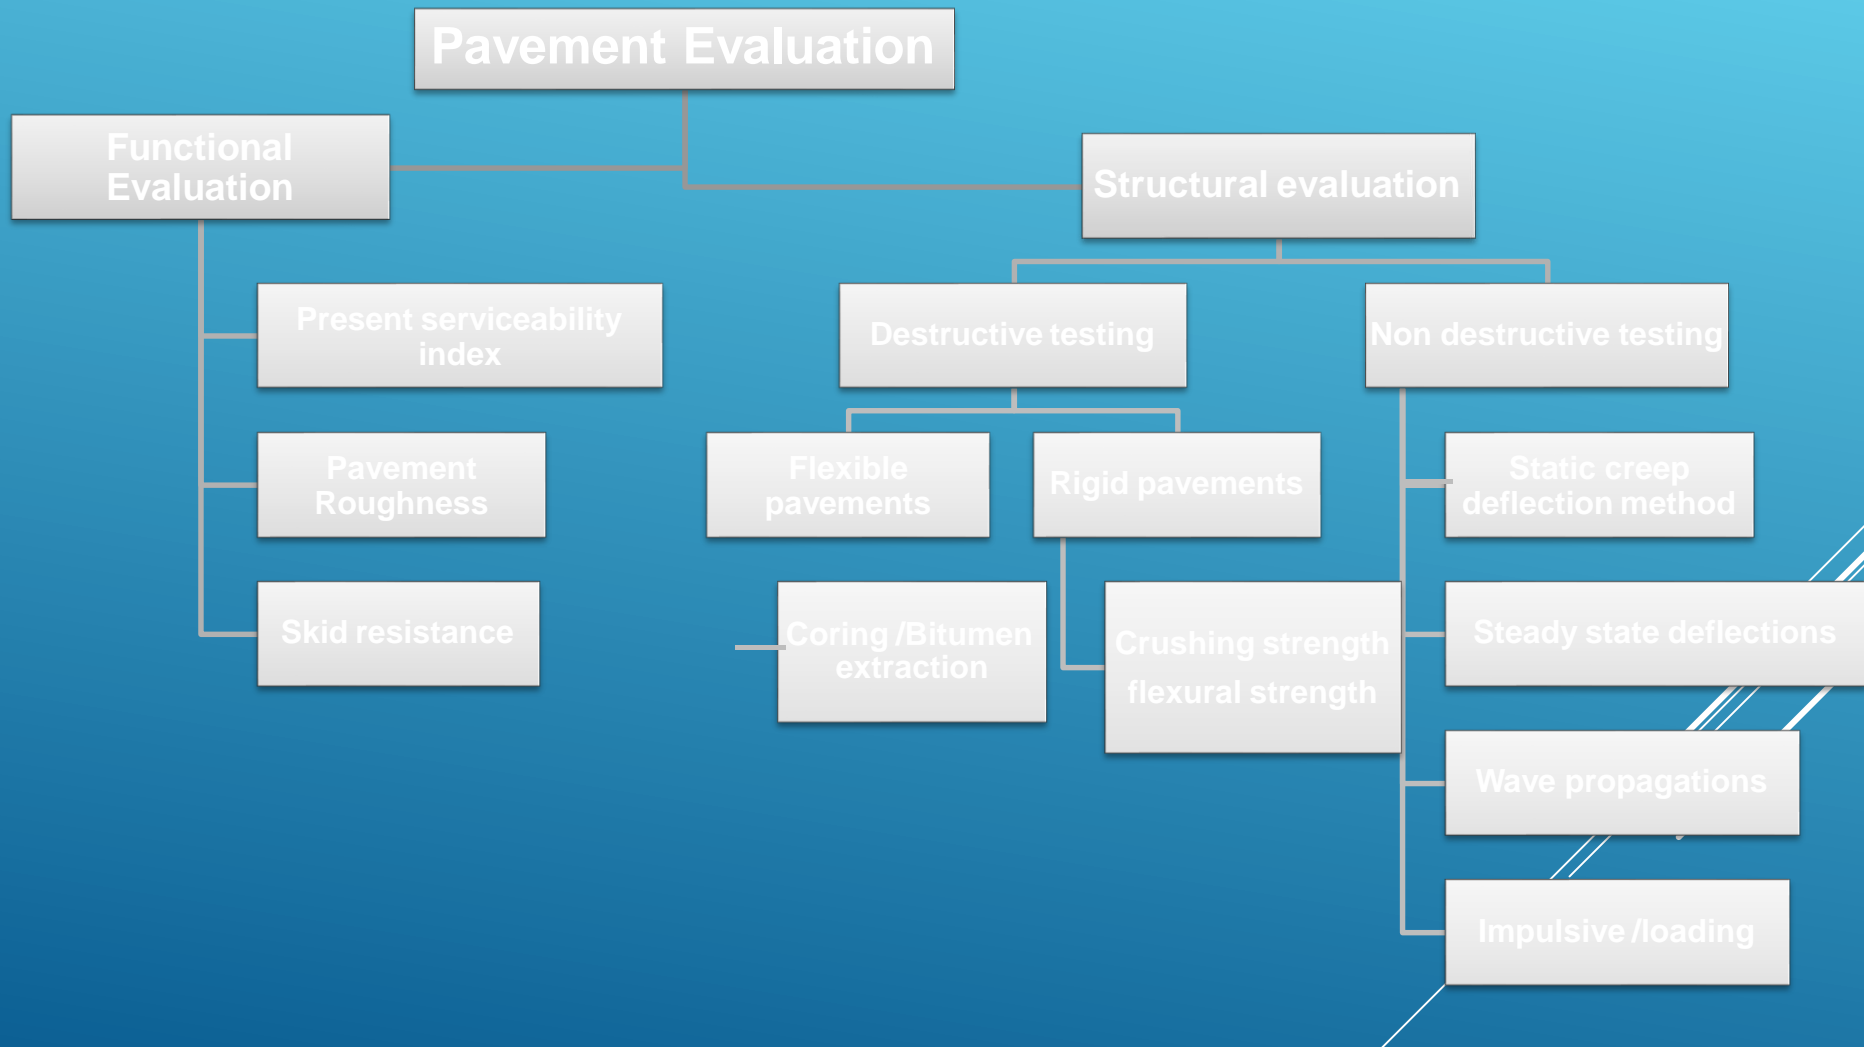 Pavement Evaluation
Functional
Evaluation
Structural evaluation
Present serviceability
index
Destructive testing
Non destructive testing
Pavement
Roughness
Flexible
pavements
Rigid pavements
Static creep
deflection method
Skid resistance
Coring /Bitumen
extraction
Crushing strength
flexural strength
Steady state deflections
Wave propagations
Impulsive /loading